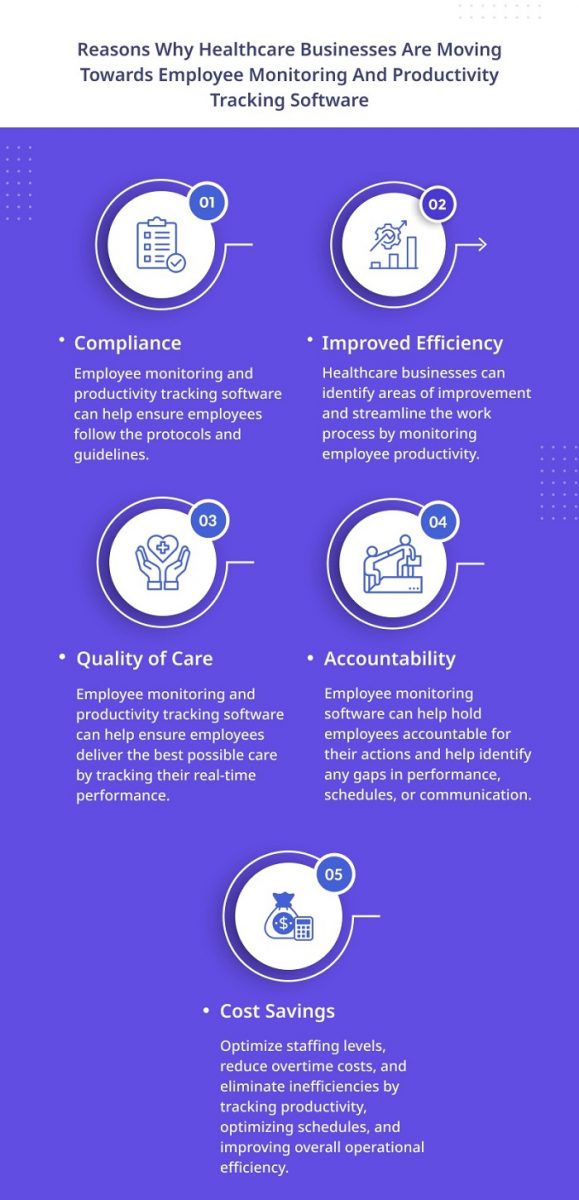 Reasons Why Healthcare Businesses Are Moving
Towards Employee Monitoring And Productivity
Tracking Software
01
• Compliance
Employee monitoring and
productivity tracking software
can help ensure employees
follow the protocols and
guidelines.
02
• Improved Efficiency
Healthcare businesses can
identify areas of improvement
and streamline the work
process by monitoring
employee productivity.
03
• Quality of Care
Employee monitoring and
productivity tracking software
can help ensure employees
deliver the best possible care
by tracking their real-time
performance.
04
• Accountability
Employee monitoring
software can help hold
employees accountable for
their actions and help identify
any gaps in performance,
schedules, or communication.
05
$
• Cost Savings
Optimize staffing levels,
reduce overtime costs, and
eliminate inefficiencies by
tracking productivity,
optimizing schedules, and
improving overall operational
efficiency.